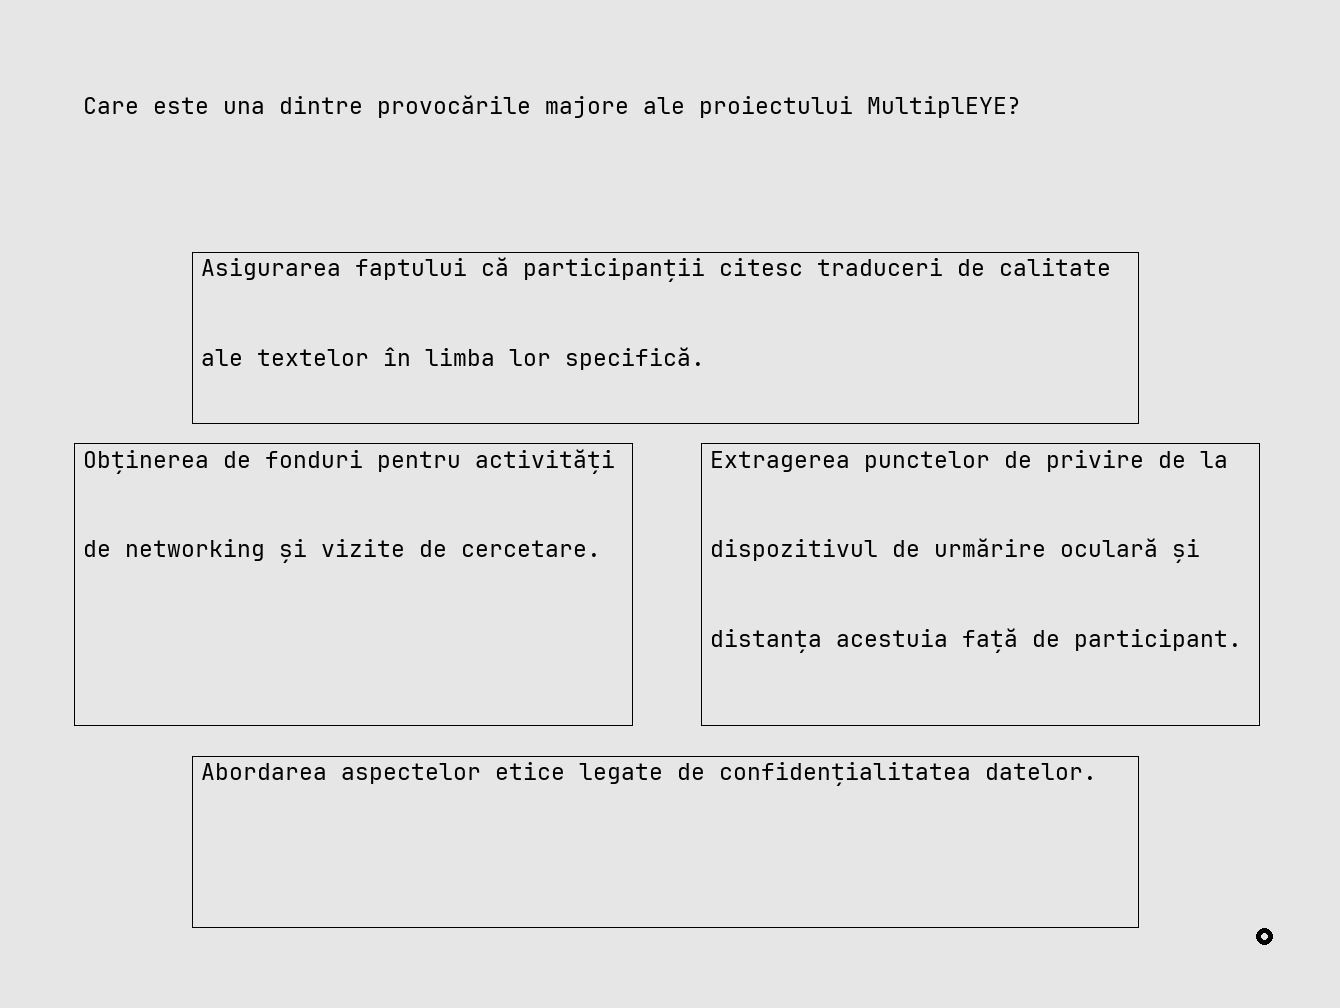 Care este una dintre provocările majore ale proiectului MultiplEYE?
Asigurarea faptului că participanții citesc traduceri de calitate
ale textelor în limba lor specifică.
Obținerea de fonduri pentru activități
de networking și vizite de cercetare.
Extragerea punctelor de privire de la
dispozitivul de urmărire oculară și
distanța acestuia față de participant.
Abordarea aspectelor etice legate de confidențialitatea datelor.